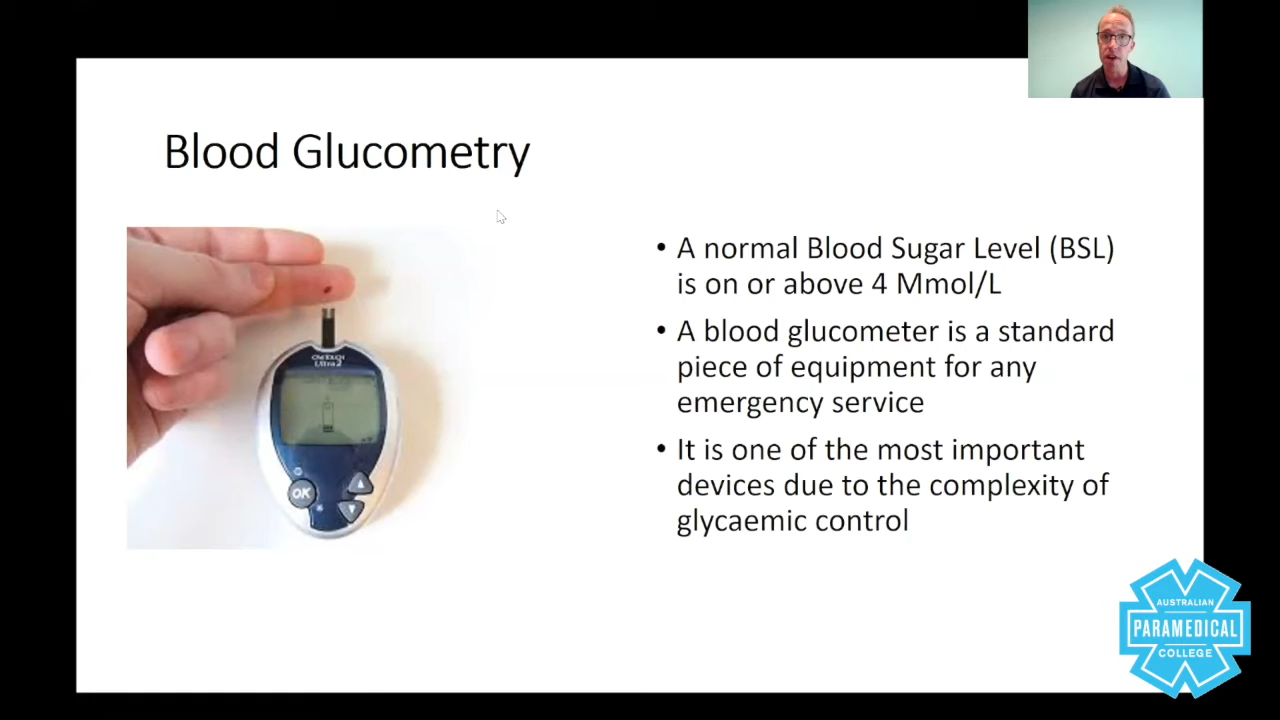 Blood Glucometry
• A normal Blood Sugar Level (BSL)
is on or above 4 Mmol/L
• A blood glucometer is a standard
piece of equipment for any
emergency service
• It is one of the most important
devices due to the complexity of
glycaemic control
ONETOUCH
Ultra2
OK
AUSTRALIAN
PARAMEDICAL
COLLEGE